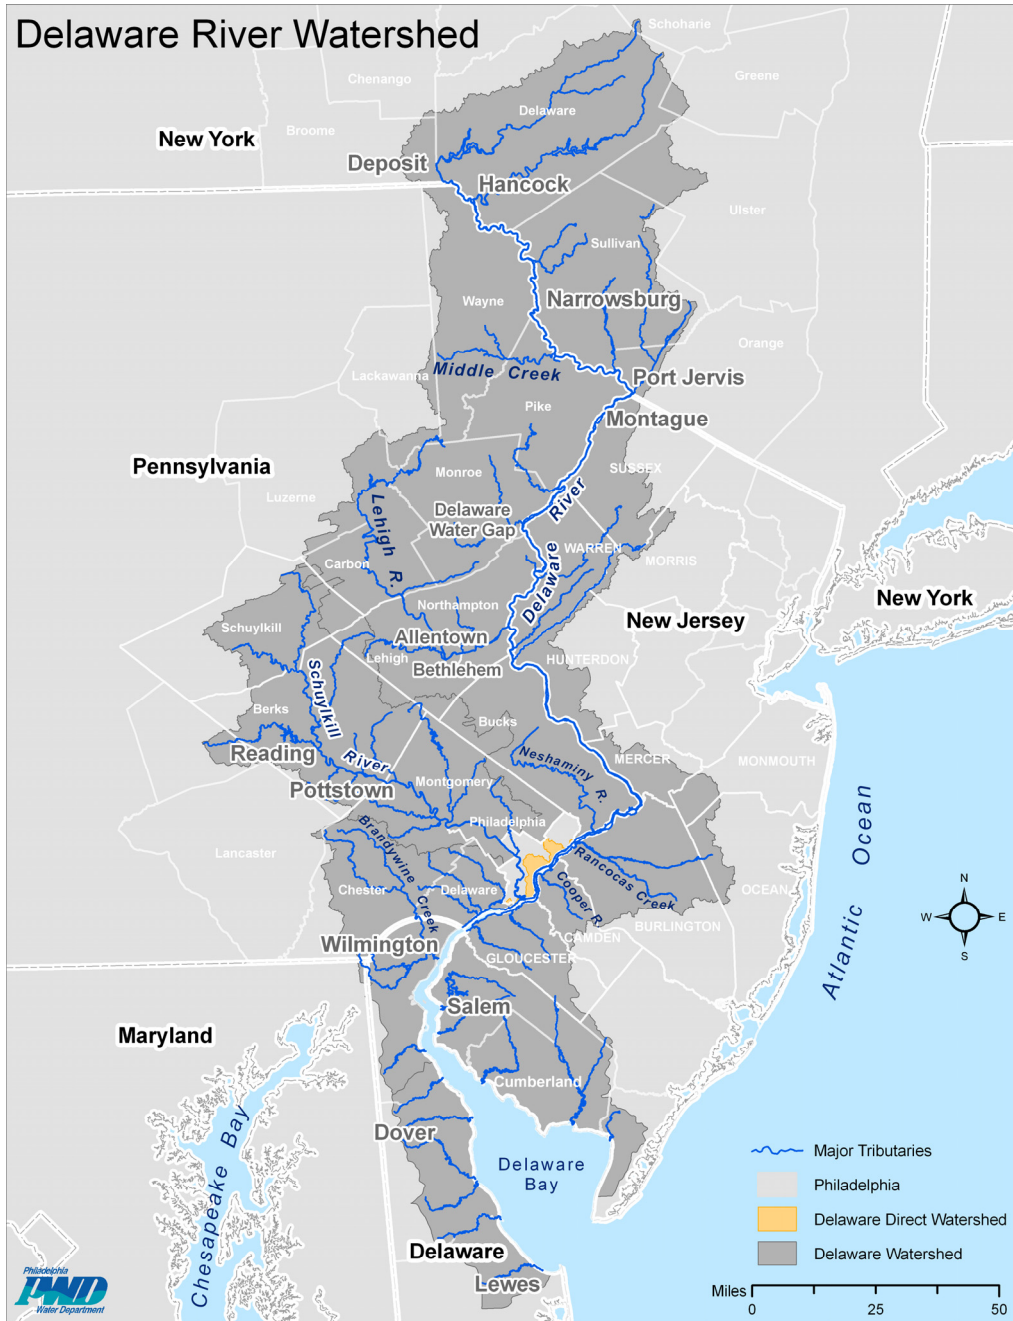 Delaware River Watershed
Schoharie
Chenango
Greene
Delaware
Broome
New York
Deposit
Hancock
Ulster
Sullivan
Wayne
Narrowsburg
Orange
Middle Creek
Lackawanna
Port Jervis
Pike
Montague
Pennsylvania
Monroe
SUSSEX
Luzerne
Lehigh R.
Delaware
Water Gap
Delaware River
WARREN
MORRIS
Carbon
Northampton
New York
New Jersey
Schuylkill
Allentown
Lehigh
Bethlehem
HUNTERDON
Schuylkill River
Berks
Bucks
Reading
Neshaminy R.
MERCER
MONMOUTH
Pottstown
Montgomery
Philadelphia
Brandywine Creek
Lancaster
Rancocas Creek
Chester
Delaware
Cooper R.
OCEAN
BURLINGTON
Atlantic Ocean
N
W
E
S
Wilmington
CAMDEN
GLOUCESTER
Salem
Maryland
Cumberland
Chesapeake Bay
Dover
Delaware
Bay
Delaware
Lewes
Major Tributaries
Philadelphia
Delaware Direct Watershed
Delaware Watershed
Miles
0 25 50
Philadelphia
PWD
Water Department